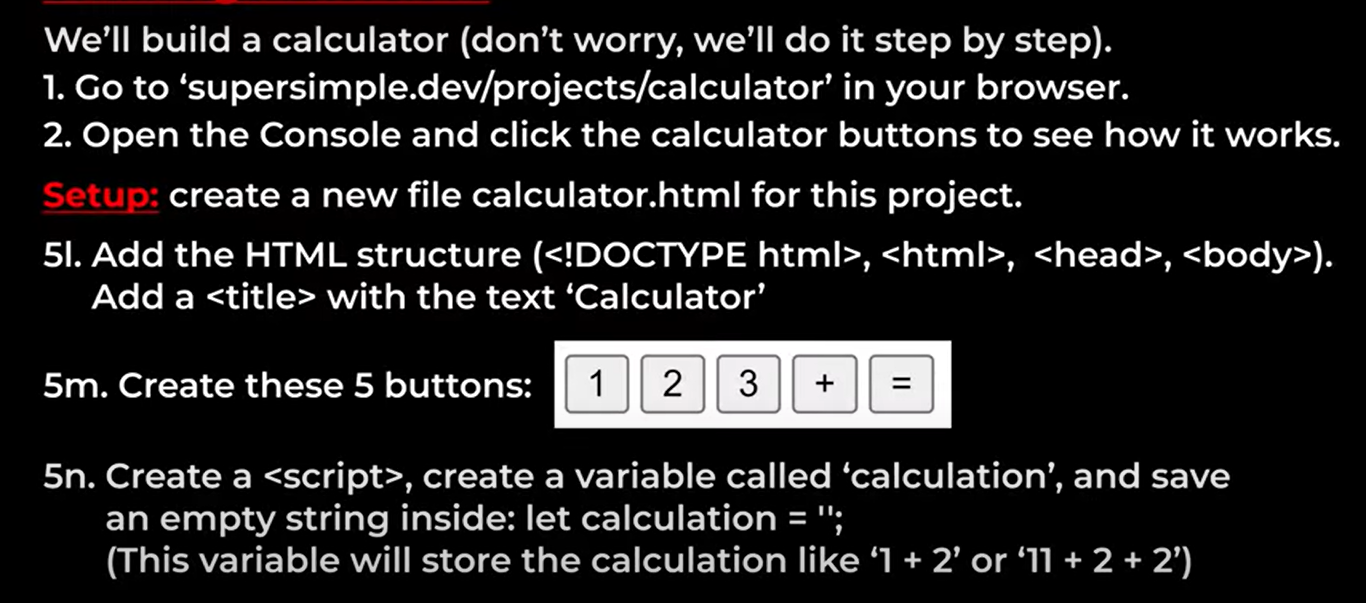 We’ll build a calculator (don’t worry, we’ll do it step by step).
1. Go to ‘supersimple.dev/projects/calculator’ in your browser.
2. Open the Console and click the calculator buttons to see how it works.
Setup: create a new file calculator.html for this project.
5l. Add the HTML structure (<!DOCTYPE html>, <html>, <head>, <body>).
Add a <title> with the text ‘Calculator’
5m. Create these 5 buttons: 1 2 3 + =
5n. Create a <script>, create a variable called ‘calculation’, and save
an empty string inside: let calculation = '';
(This variable will store the calculation like ‘1 + 2’ or ‘11 + 2 + 2’)